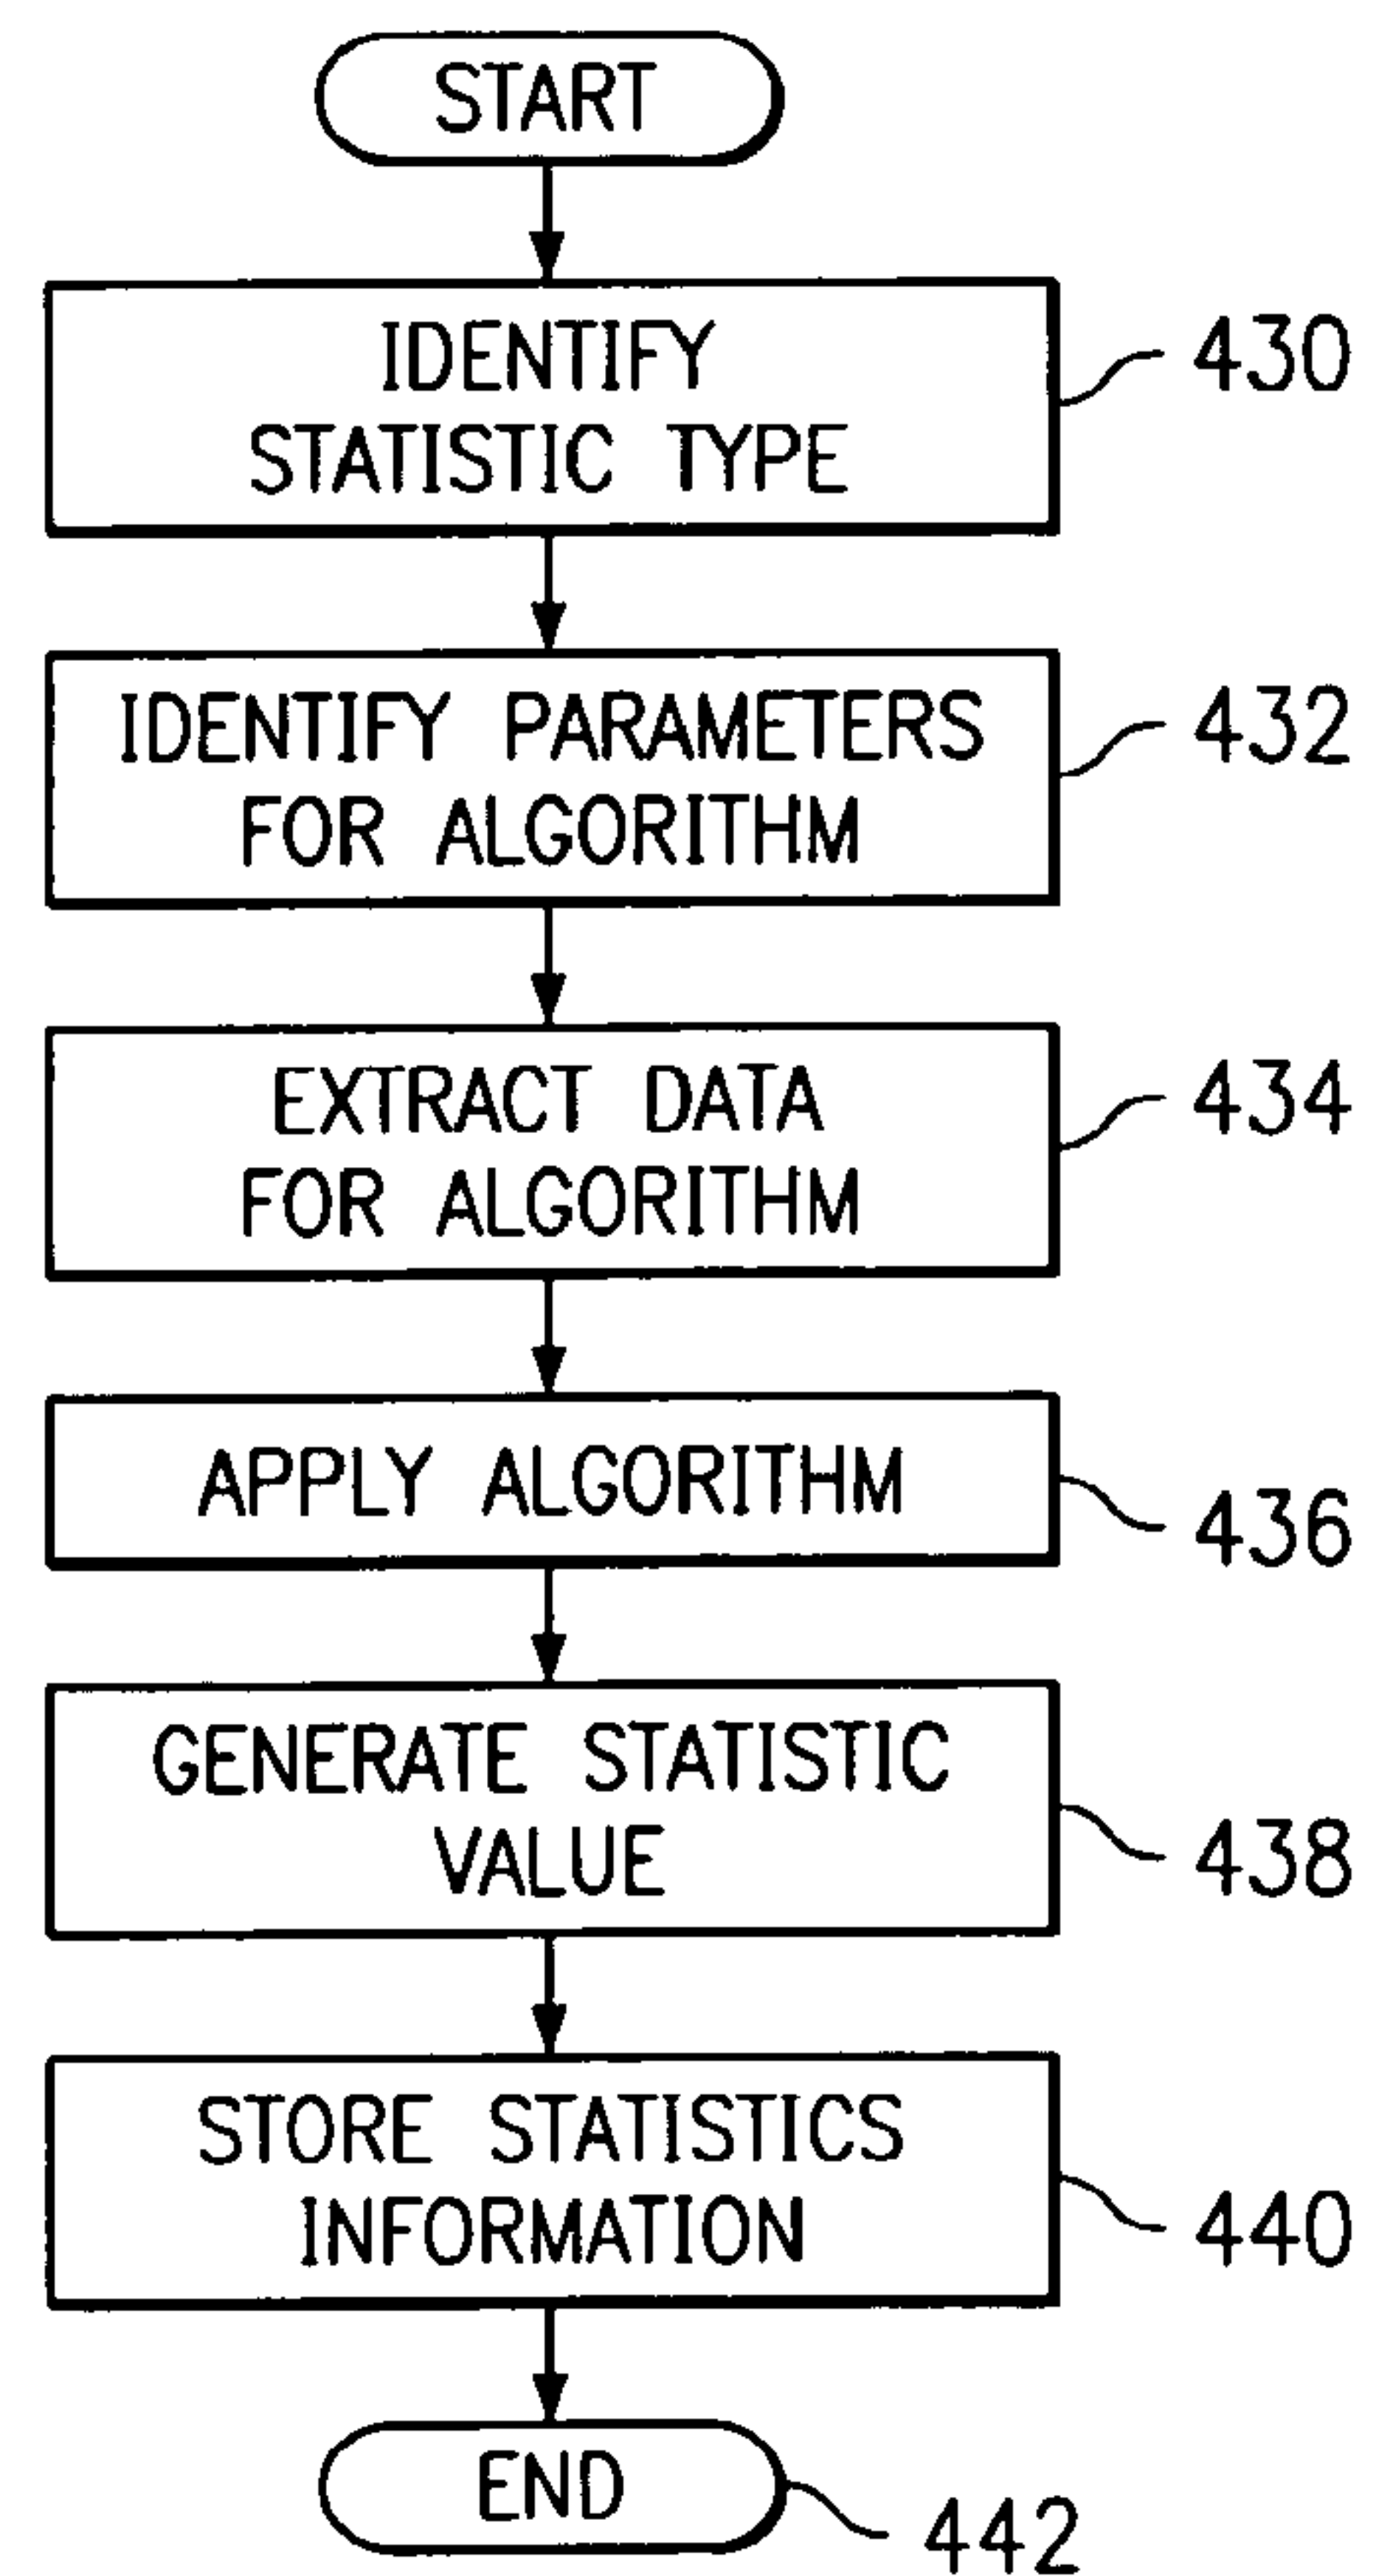 START
IDENTIFY
STATISTIC TYPE
430
IDENTIFY PARAMETERS
FOR ALGORITHM
432
EXTRACT DATA
FOR ALGORITHM
434
APPLY ALGORITHM
436
GENERATE STATISTIC
VALUE
438
STORE STATISTICS
INFORMATION
440
END
442